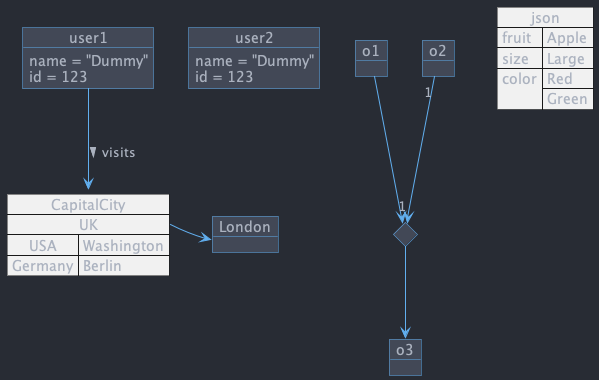 user1
name = "Dummy"
id = 123
user2
name = "Dummy"
id = 123
o1
o2
json
fruit Apple
size Large
color Red
Green
1
visits
CapitalCity
UK
USA Washington
Germany Berlin
London
1
o3